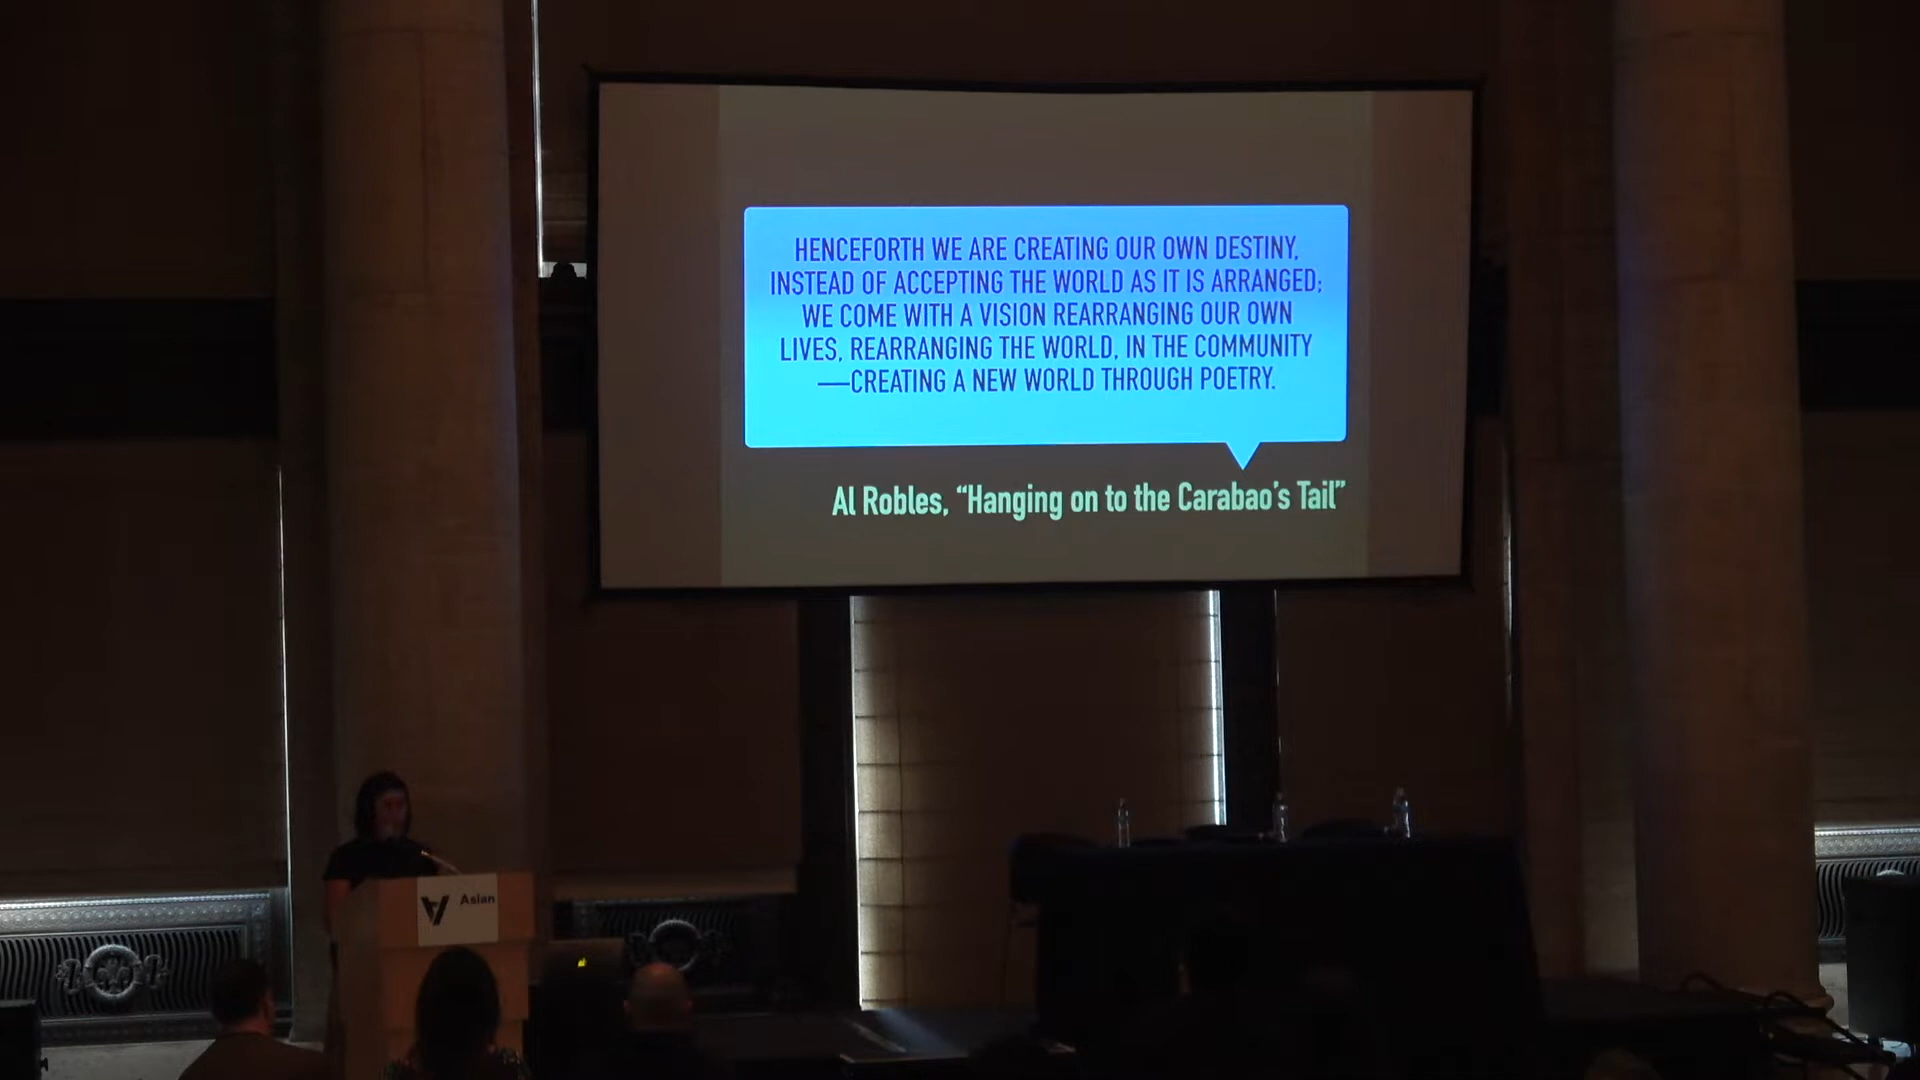 HENCEFORTH WE ARE CREATING OUR OWN DESTINY,
INSTEAD OF ACCEPTING THE WORLD AS IT IS ARRANGED;
WE COME WITH A VISION REARRANGING OUR OWN
LIVES, REARRANGING THE WORLD, IN THE COMMUNITY
—CREATING A NEW WORLD THROUGH POETRY.
Al Robles, “Hanging on to the Carabao’s Tail”
Asian